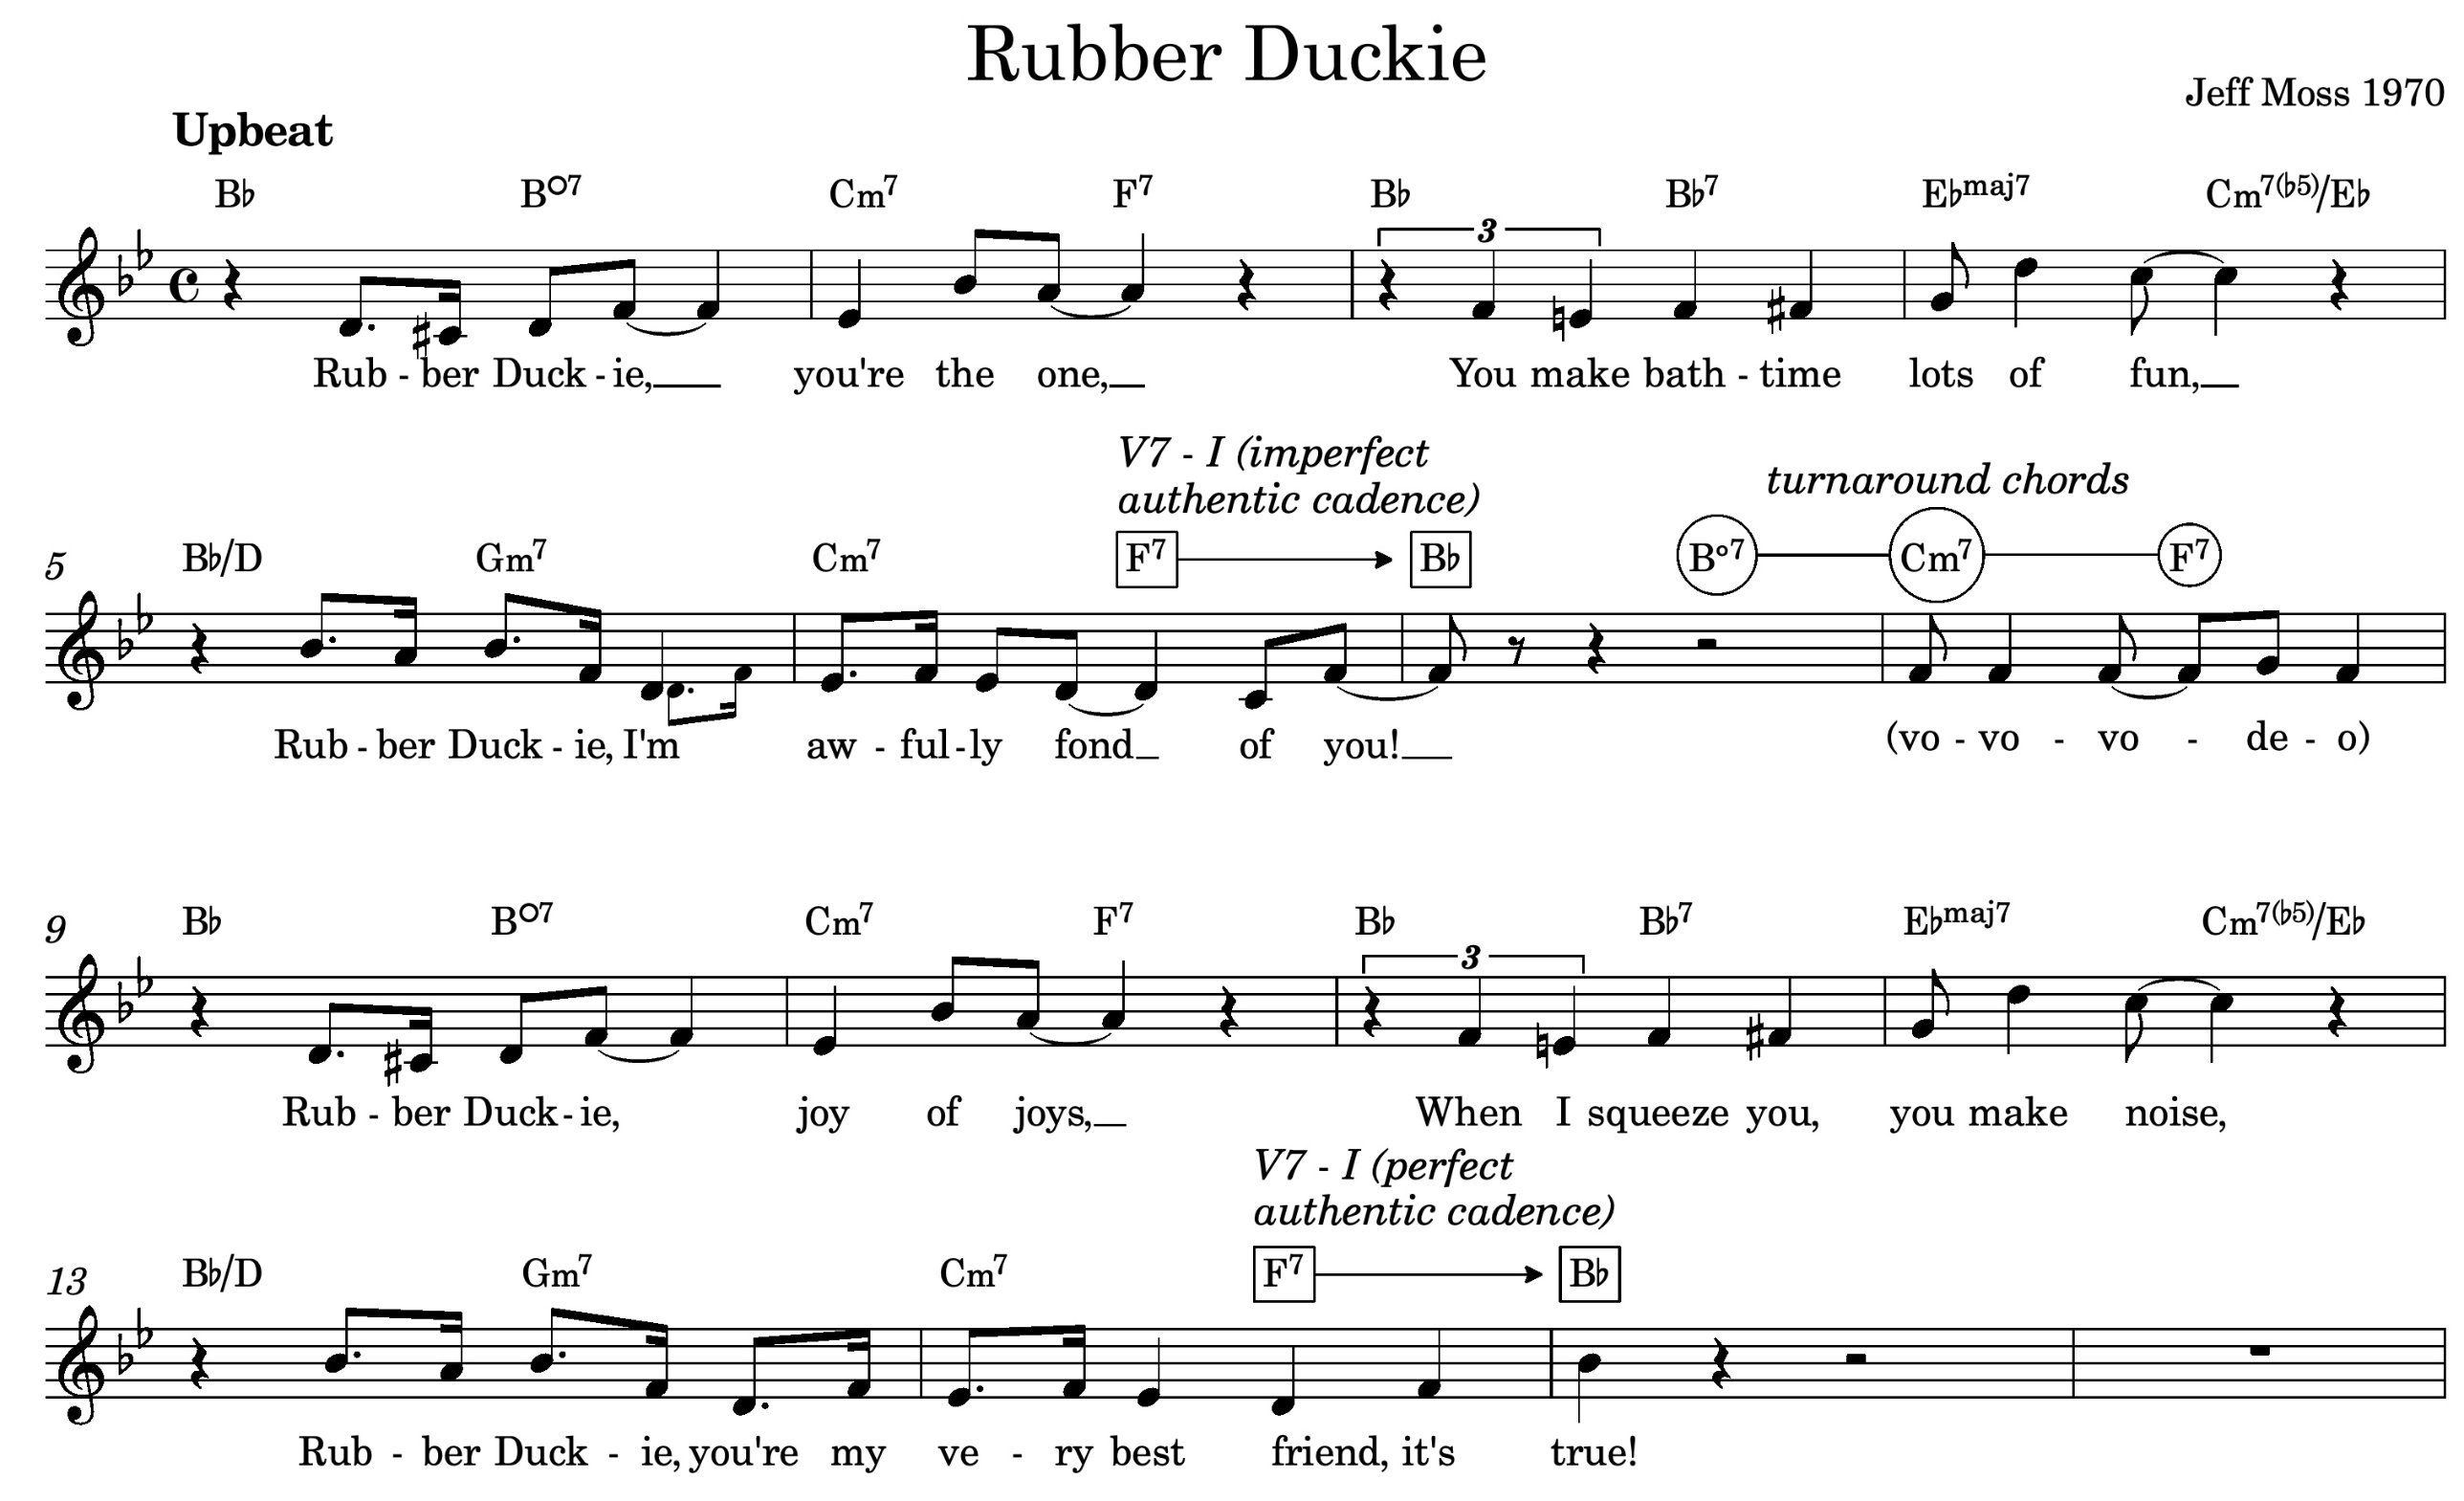 Rubber Duckie
Jeff Moss 1970
Upbeat
B♭ B○7 Cm7 F7 B♭ B♭7 E♭maj7 Cm7(♭5)/E♭
3
Rub - ber Duck - ie, you're the one, You make bath - time lots of fun,
V7 - I (imperfect
authentic cadence)
turnaround chords
5 B♭/D Gm7 Cm7 F7 B♭ B°7 Cm7 F7
Rub - ber Duck - ie, I'm aw - ful - ly fond of you! (vo - vo - vo - de - o)
9 B♭ B○7 Cm7 F7 B♭ B♭7 E♭maj7 Cm7(♭5)/E♭
3
Rub - ber Duck - ie, joy of joys, When I squeeze you, you make noise,
V7 - I (perfect
authentic cadence)
13 B♭/D Gm7 Cm7 F7 B♭
Rub - ber Duck - ie, you're my ve - ry best friend, it's true!